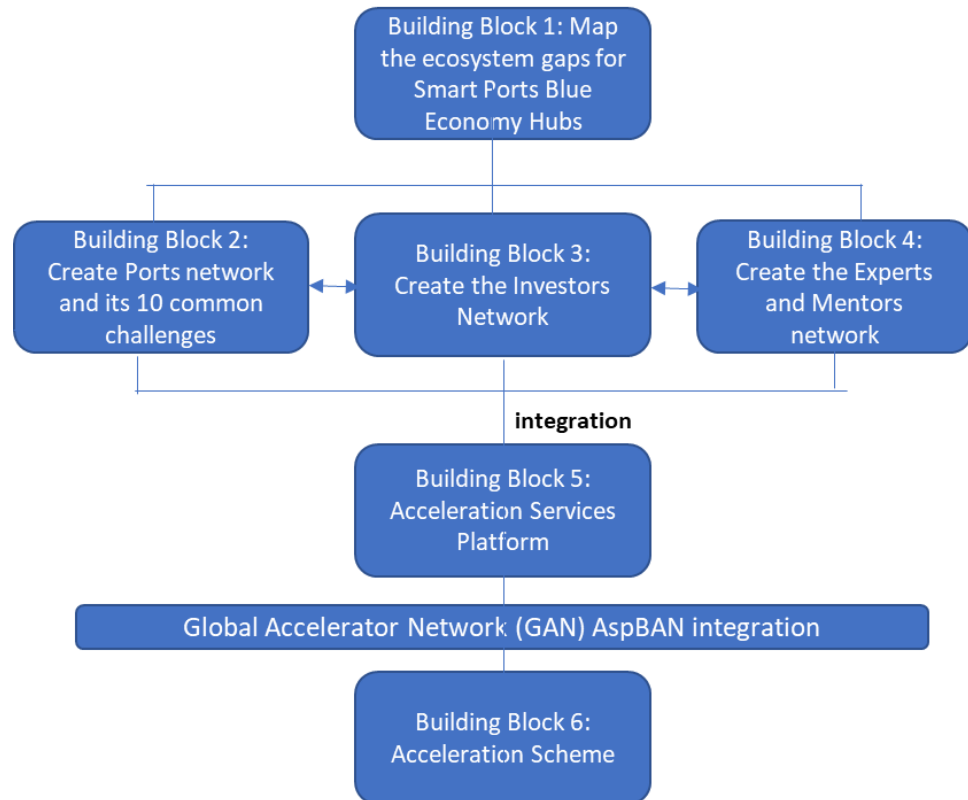 Building Block 1: Map
the ecosystem gaps for
Smart Ports Blue
Economy Hubs
Building Block 2:
Create Ports network
and its 10 common
challenges
Building Block 3:
Create the Investors
Network
Building Block 4:
Create the Experts
and Mentors
network
integration
Building Block 5:
Acceleration Services
Platform
Global Accelerator Network (GAN) AspBAN integration
Building Block 6:
Acceleration Scheme